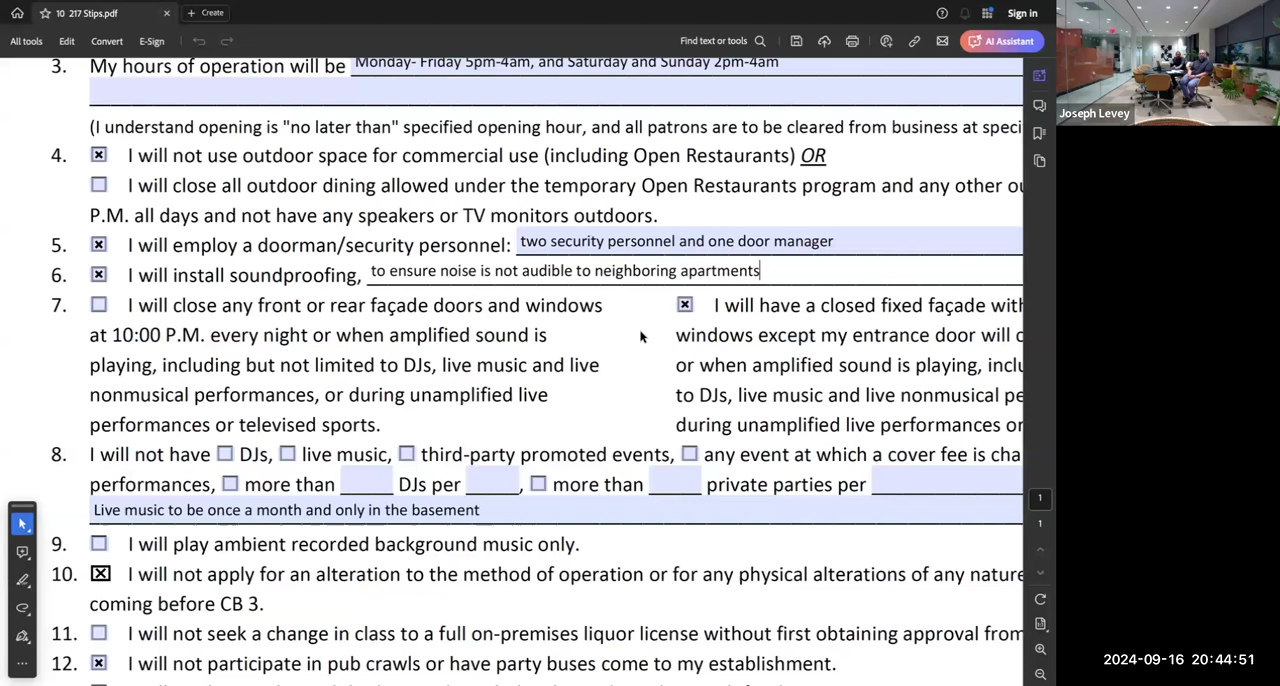 10 217 Stips.pdf
Create
Sign in
All tools
Edit
Convert
E-Sign
Find text or tools
AI Assistant
3. My hours of operation will be Monday- Friday 5pm-4am, and Saturday and Sunday 2pm-4am
(I understand opening is "no later than" specified opening hour, and all patrons are to be cleared from business at speci
4. I will not use outdoor space for commercial use (including Open Restaurants) OR
I will close all outdoor dining allowed under the temporary Open Restaurants program and any other ou
P.M. all days and not have any speakers or TV monitors outdoors.
5. I will employ a doorman/security personnel: two security personnel and one door manager
6. I will install soundproofing, to ensure noise is not audible to neighboring apartments
7. I will close any front or rear façade doors and windows
at 10:00 P.M. every night or when amplified sound is
playing, including but not limited to DJs, live music and live
nonmusical performances, or during unamplified live
performances or televised sports.
I will have a closed fixed façade with
windows except my entrance door will c
or when amplified sound is playing, inclu
to DJs, live music and live nonmusical pe
during unamplified live performances or
8. I will not have DJs, live music, third-party promoted events, any event at which a cover fee is cha
performances, more than DJs per , more than private parties per
Live music to be once a month and only in the basement
9. I will play ambient recorded background music only.
10. I will not apply for an alteration to the method of operation or for any physical alterations of any nature
coming before CB 3.
11. I will not seek a change in class to a full on-premises liquor license without first obtaining approval from
12. I will not participate in pub crawls or have party buses come to my establishment.
1
1
Joseph Levey
2024-09-16 20:44:51